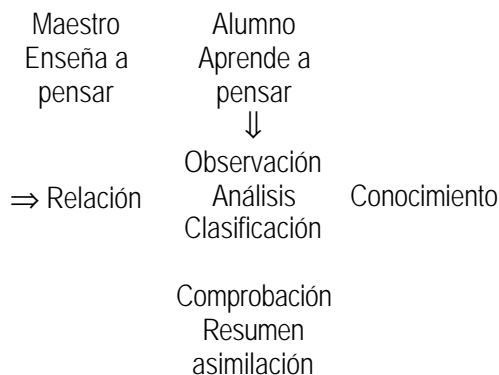 Maestro Alumno
Enseña a Aprende a
pensar pensar
⇓
Observación
⇒ Relación Análisis Conocimiento
Clasificación
Comprobación
Resumen
asimilación